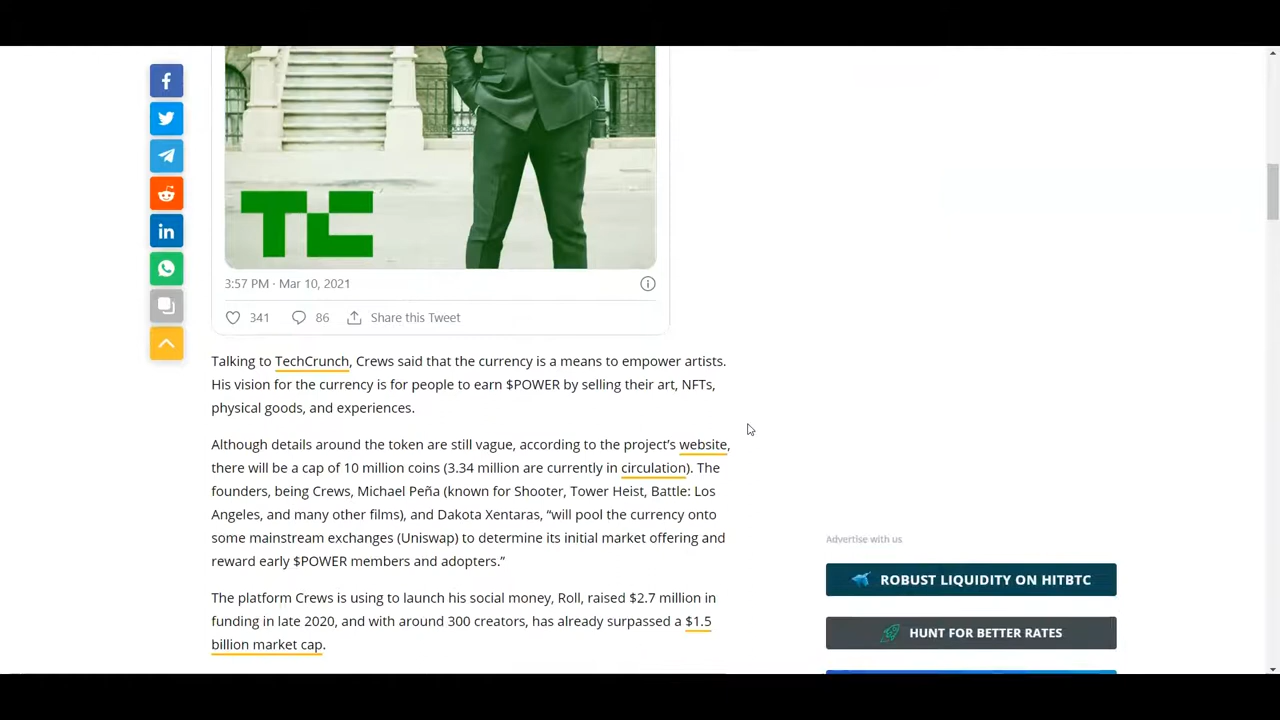 TC
3:57 PM · Mar 10, 2021
341
86
Share this Tweet
Talking to TechCrunch, Crews said that the currency is a means to empower artists.
His vision for the currency is for people to earn $POWER by selling their art, NFTs,
physical goods, and experiences.
Although details around the token are still vague, according to the project's website,
there will be a cap of 10 million coins (3.34 million are currently in circulation). The
founders, being Crews, Michael Peña (known for Shooter, Tower Heist, Battle: Los
Angeles, and many other films), and Dakota Xentaras, “will pool the currency onto
some mainstream exchanges (Uniswap) to determine its initial market offering and
reward early $POWER members and adopters.”
The platform Crews is using to launch his social money, Roll, raised $2.7 million in
funding in late 2020, and with around 300 creators, has already surpassed a $1.5
billion market cap.
Advertise with us
ROBUST LIQUIDITY ON HITBTC
HUNT FOR BETTER RATES